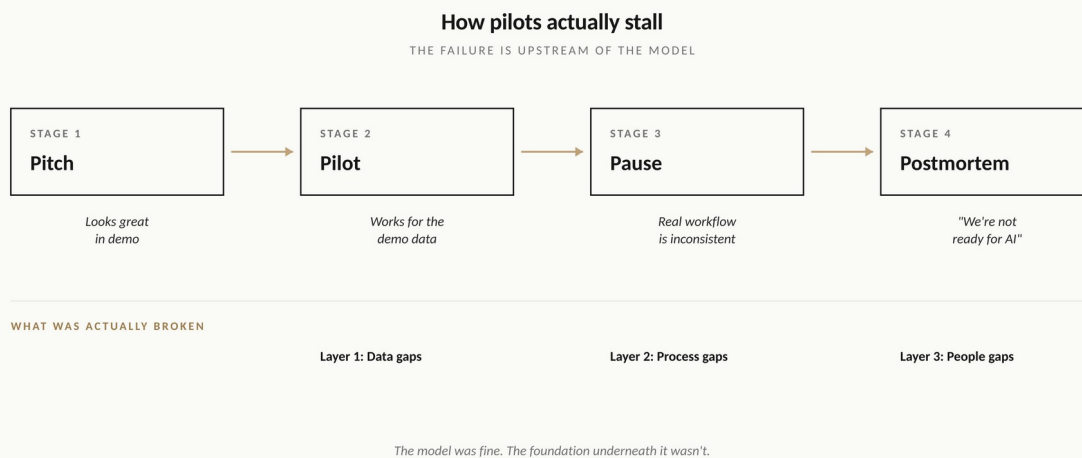 How pilots actually stall
THE FAILURE IS UPSTREAM OF THE MODEL
STAGE 1
Pitch
Looks great
in demo
STAGE 2
Pilot
Works for the
demo data
STAGE 3
Pause
Real workflow
is inconsistent
STAGE 4
Postmortem
"We're not
ready for AI"
WHAT WAS ACTUALLY BROKEN
Layer 1: Data gaps
Layer 2: Process gaps
Layer 3: People gaps
The model was fine. The foundation underneath it wasn't.